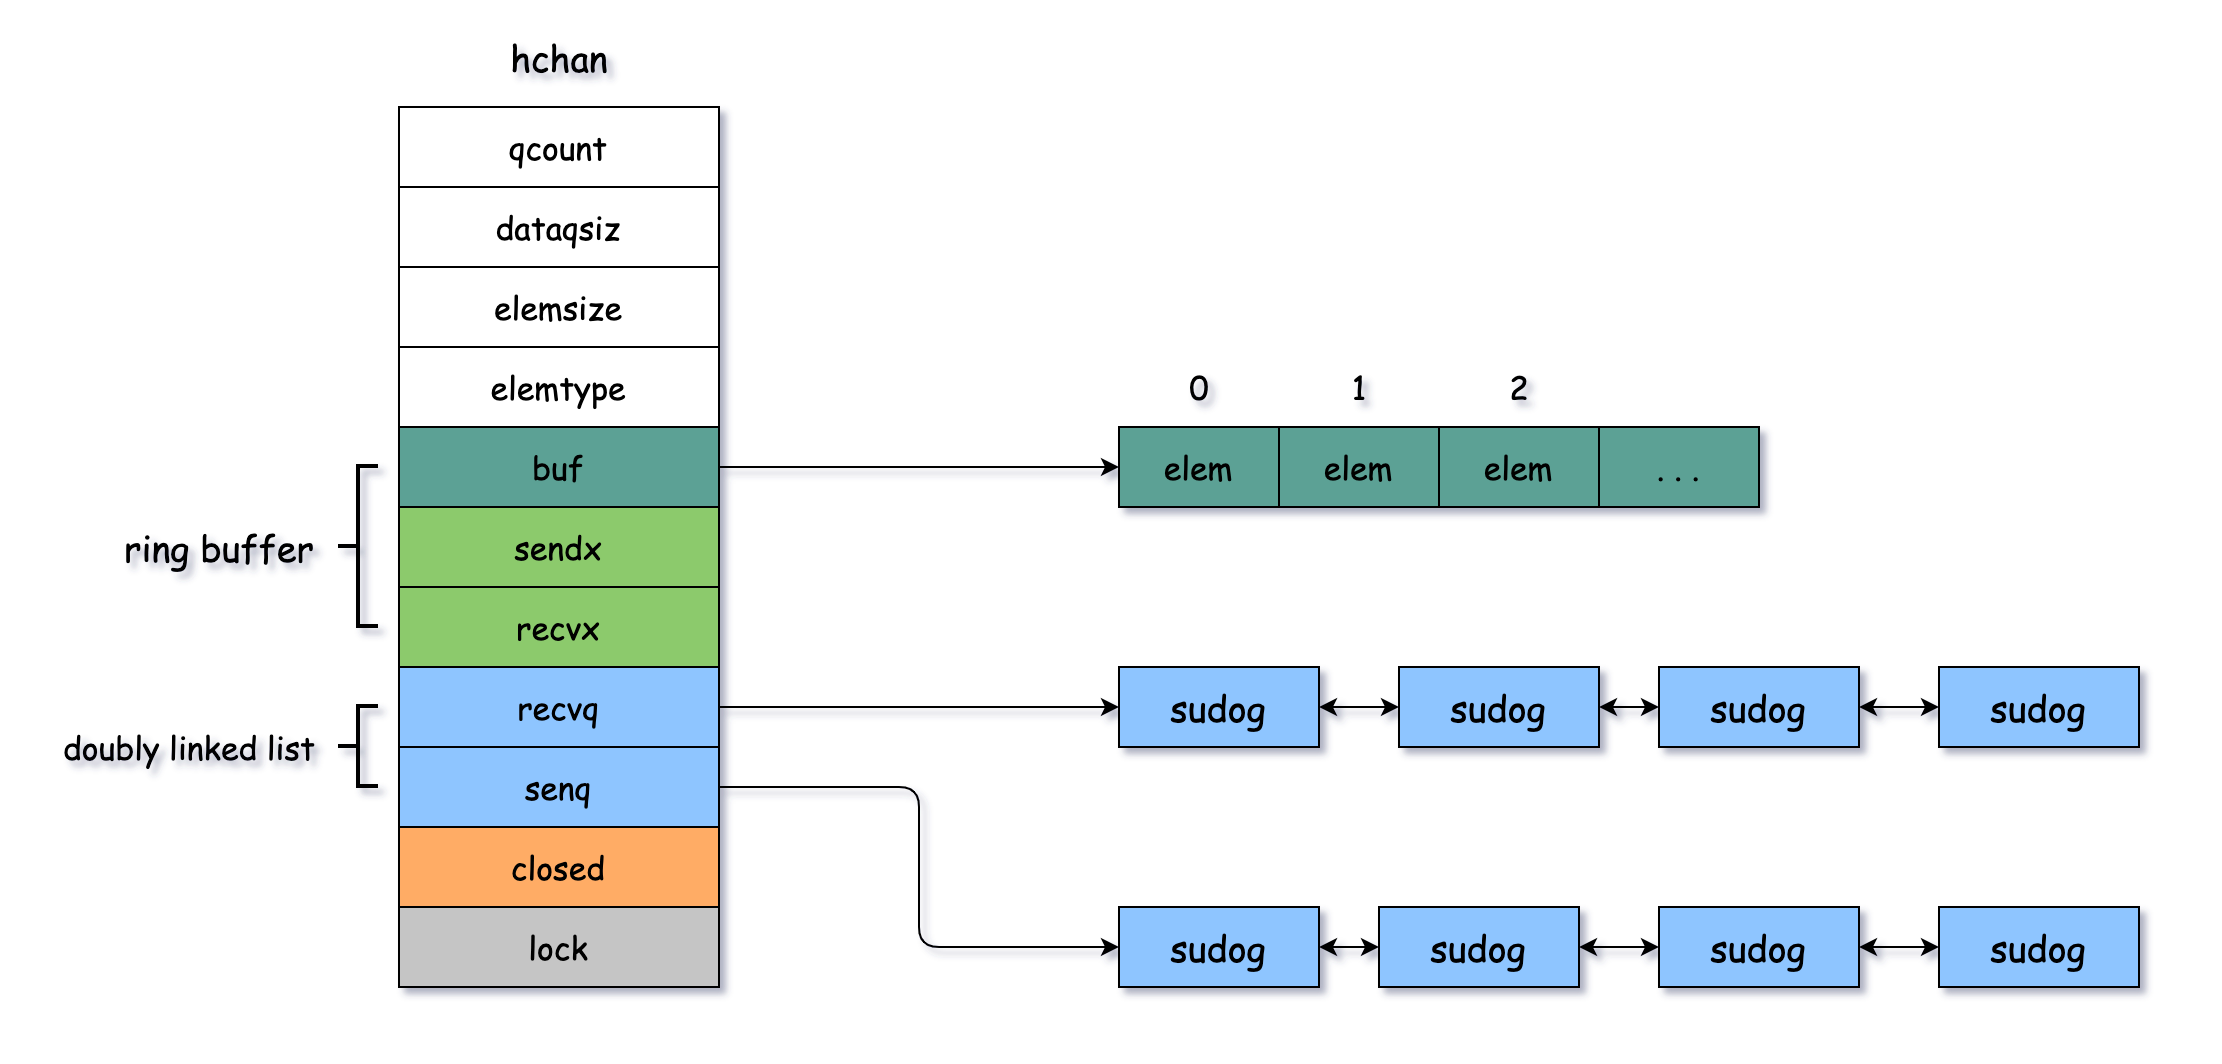 hchan
qcount
dataqsiz
elemsize
elemtype
0 1 2
buf
elem elem elem . . .
ring buffer
sendx
recvx
recvq
sudog sudog sudog sudog
doubly linked list
senq
closed
lock
sudog sudog sudog sudog